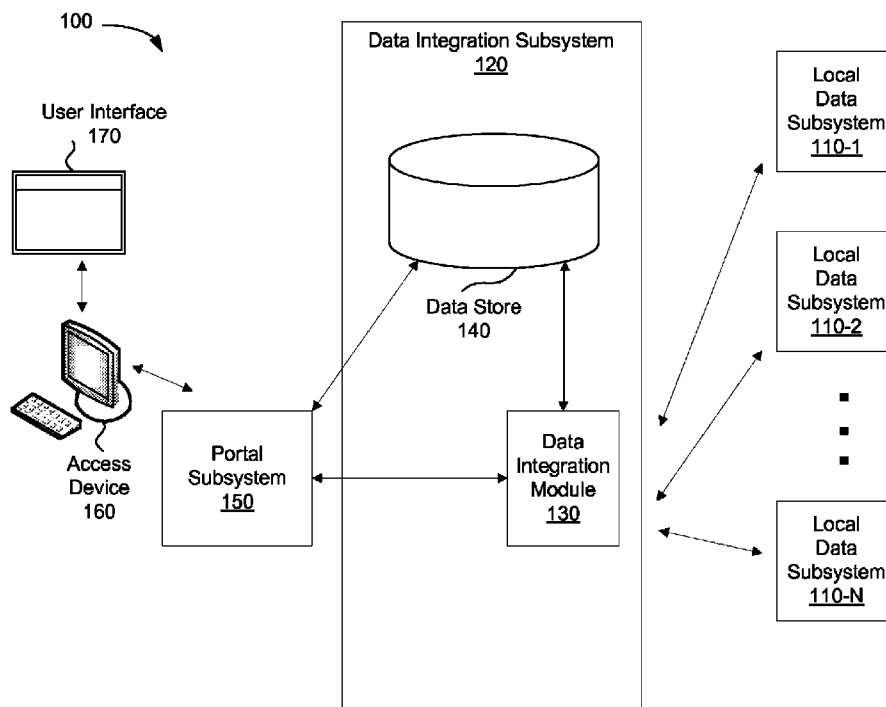 100
User Interface
170
Data Integration Subsystem
120
Local
Data
Subsystem
110-1
Data Store
140
Local
Data
Subsystem
110-2
Access
Device
160
Portal
Subsystem
150
Data
Integration
Module
130
Local
Data
Subsystem
110-N